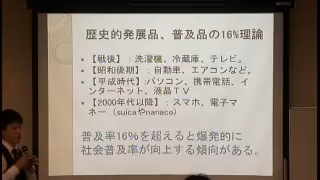 歴史的発展品、普及品の16%理論
• 【戦後】：洗濯機、冷蔵庫、テレビ。
• 【昭和後期】：自動車、エアコンなど。
• 【平成時代】:パソコン、携帯電話、イ
ンターネット、液晶ＴＶ
• 【2000年代以降】：スマホ、電子マ
ネー（suicaやnanaco）
普及率16%を超えると爆発的に
社会普及率が向上する傾向がある。